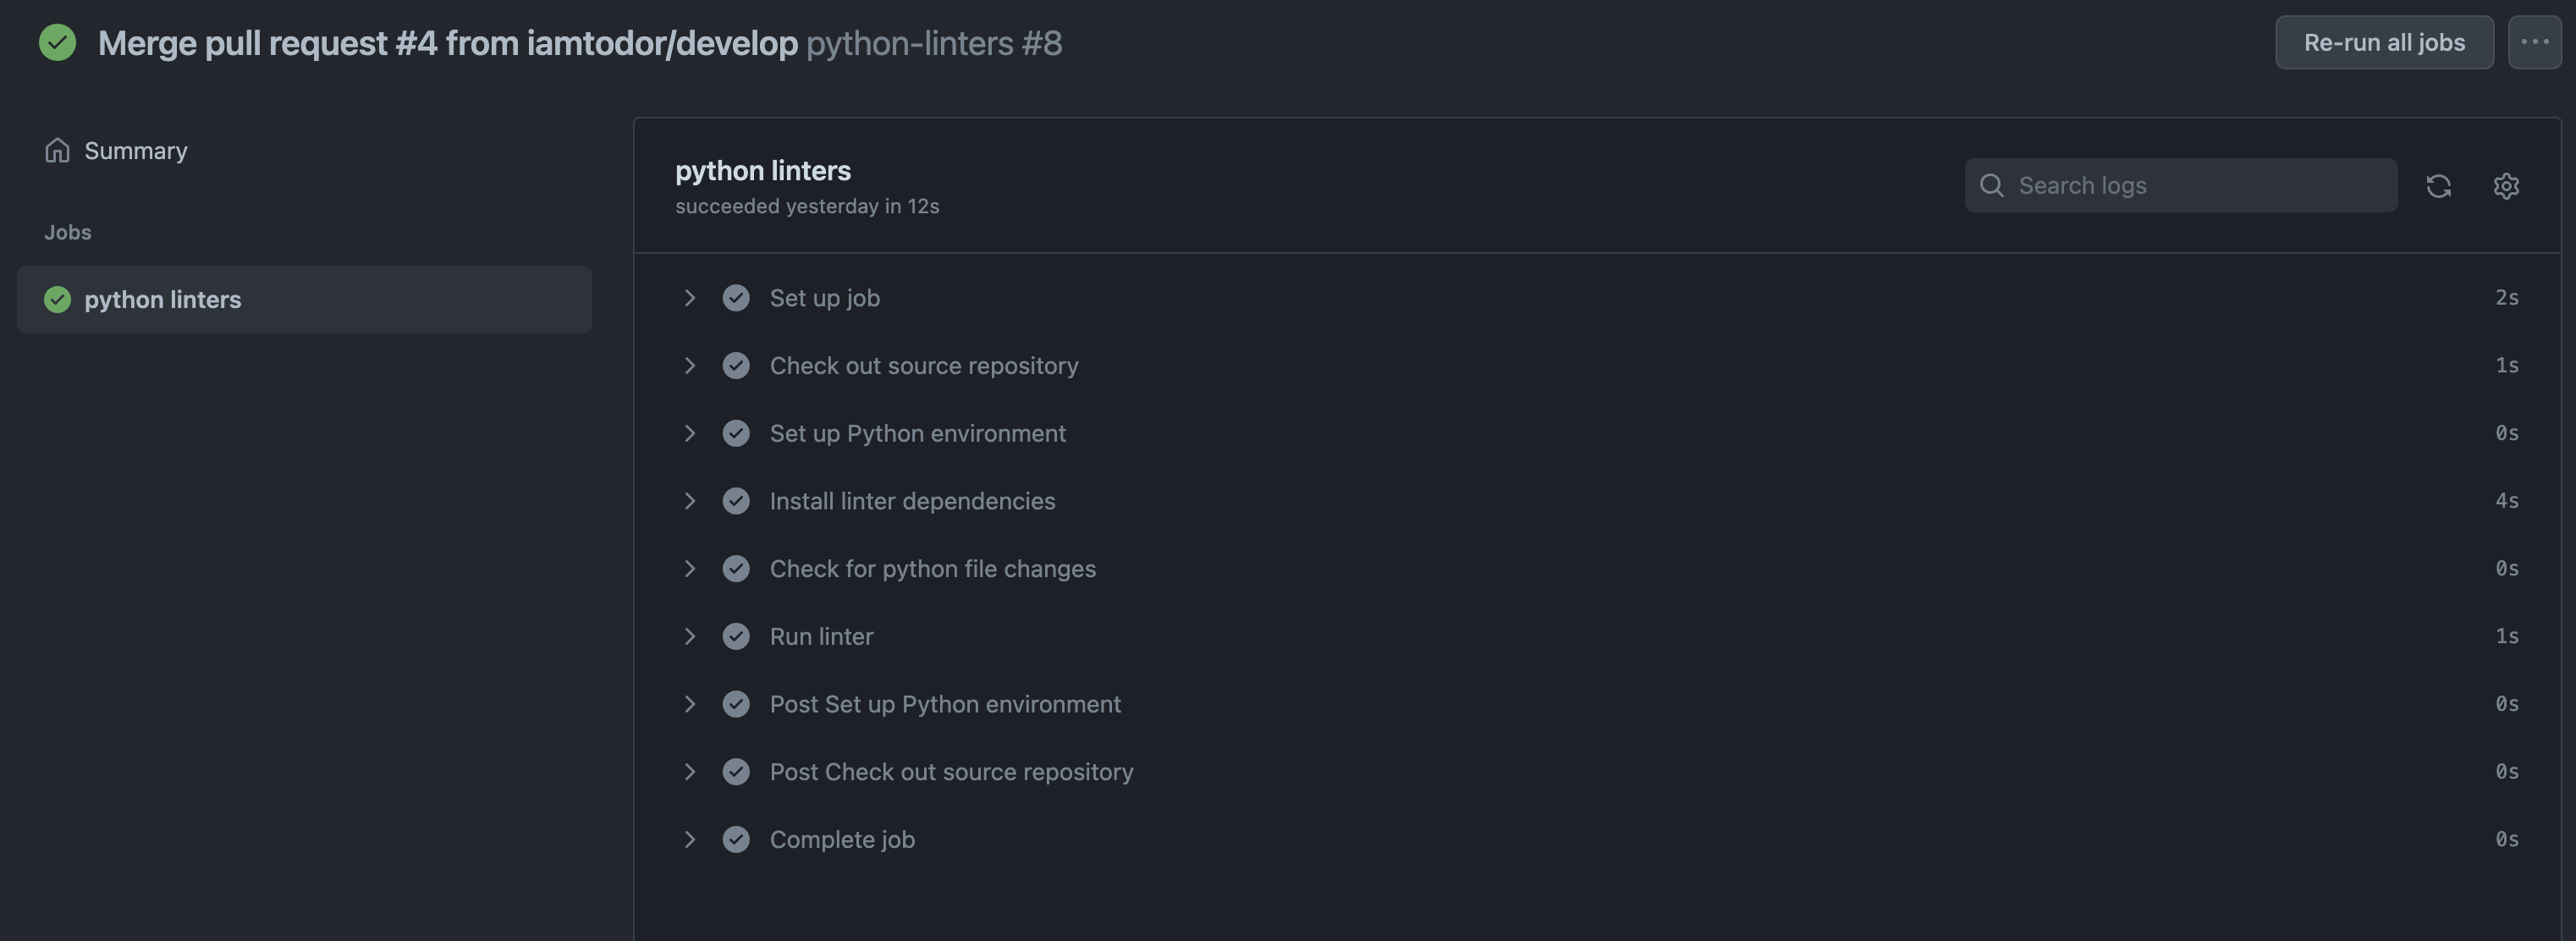 Merge pull request #4 from iamtodor/develop python-linters #8
Re-run all jobs
Summary
Jobs
python linters
python linters
succeeded yesterday in 12s
Search logs
Set up job 2s
Check out source repository 1s
Set up Python environment 0s
Install linter dependencies 4s
Check for python file changes 0s
Run linter 1s
Post Set up Python environment 0s
Post Check out source repository 0s
Complete job 0s